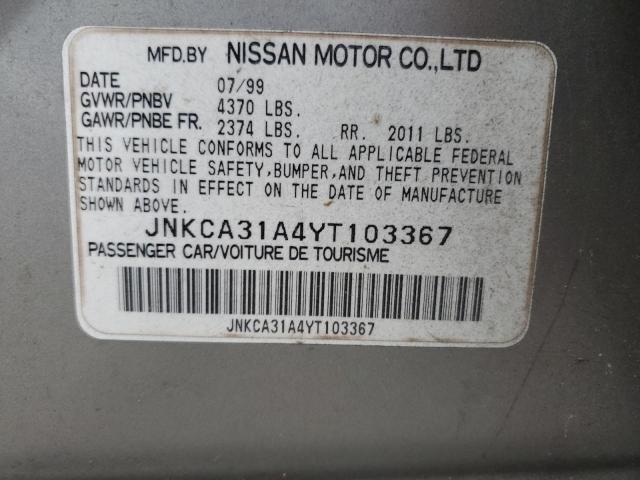 MFD.BY NISSAN MOTOR CO.,LTD
DATE 07/99
GVWR/PNBV 4370 LBS.
GAWR/PNBE FR. 2374 LBS. RR. 2011 LBS.
THIS VEHICLE CONFORMS TO ALL APPLICABLE FEDERAL
MOTOR VEHICLE SAFETY,BUMPER,AND THEFT PREVENTION
STANDARDS IN EFFECT ON THE DATE OF MANUFACTURE
SHOWN ABOVE.
JNKCA31A4YT103367
PASSENGER CAR/VOITURE DE TOURISME
JNKCA31A4YT103367